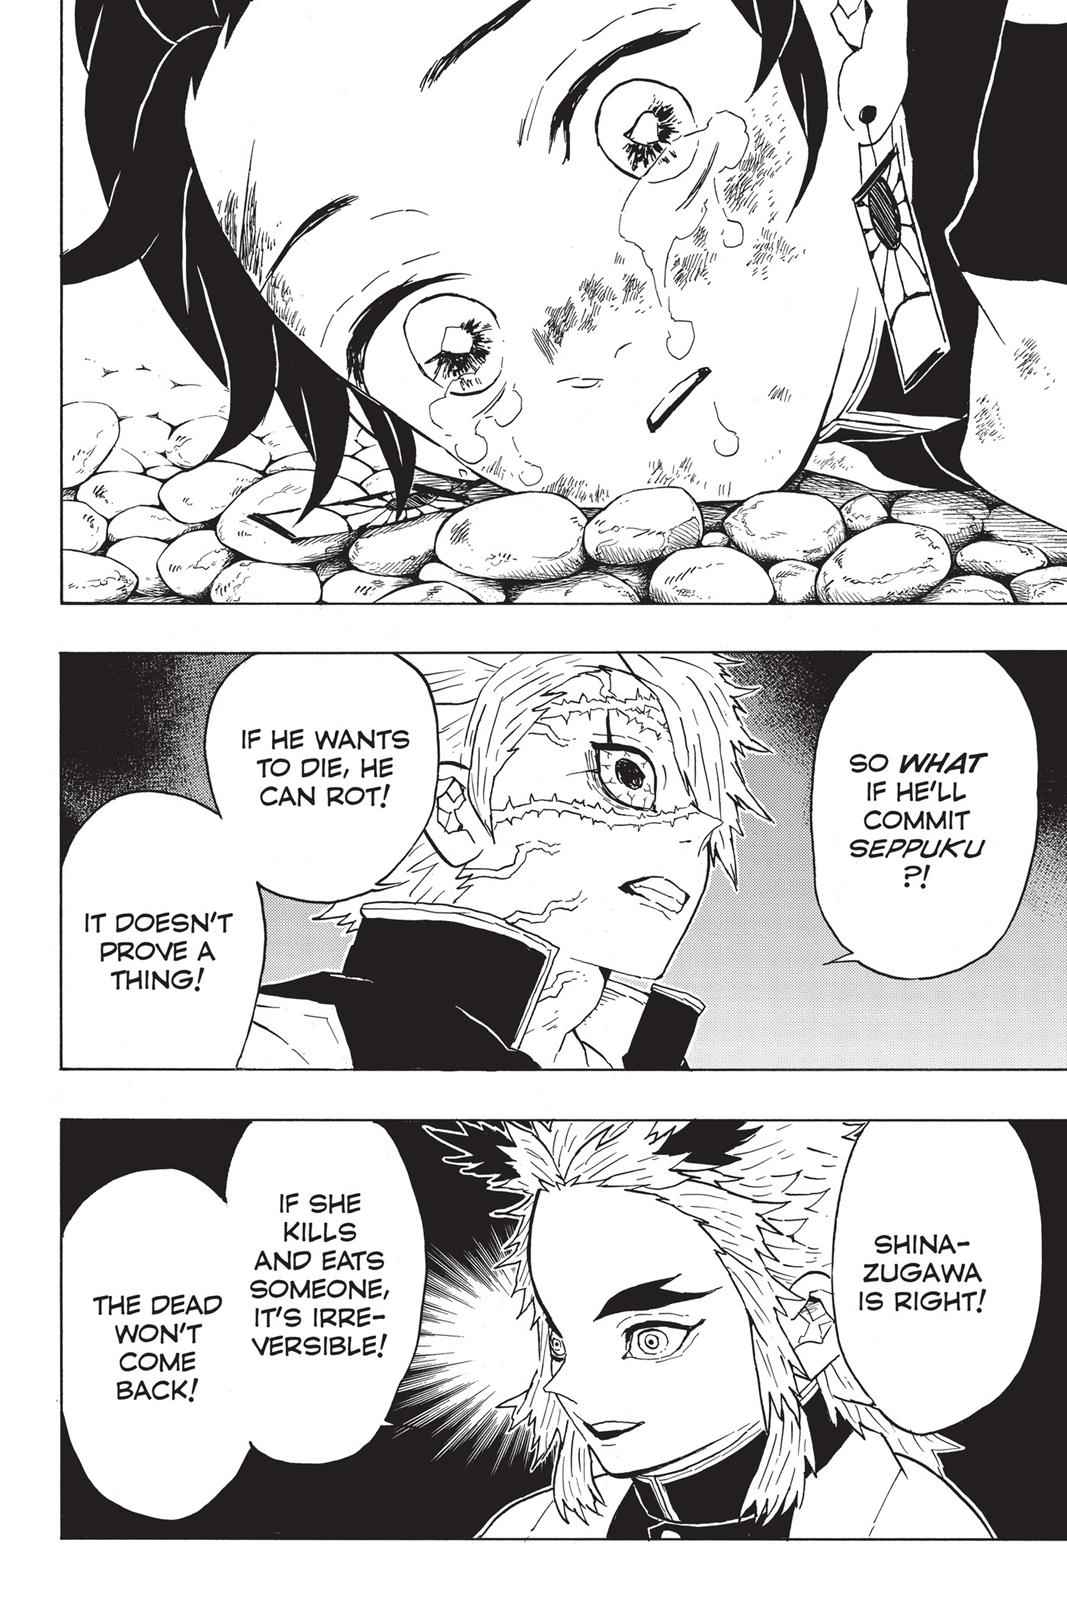 SO WHAT
IF HE'LL
COMMIT
SEPPUKU
?!
IF HE WANTS
TO DIE, HE
CAN ROT!
IT DOESN'T
PROVE A
THING!
SHINA-
ZUGAWA
IS RIGHT!
IF SHE
KILLS
AND EATS
SOMEONE,
IT'S IRRE-
VERSIBLE!
THE DEAD
WON'T
COME
BACK!